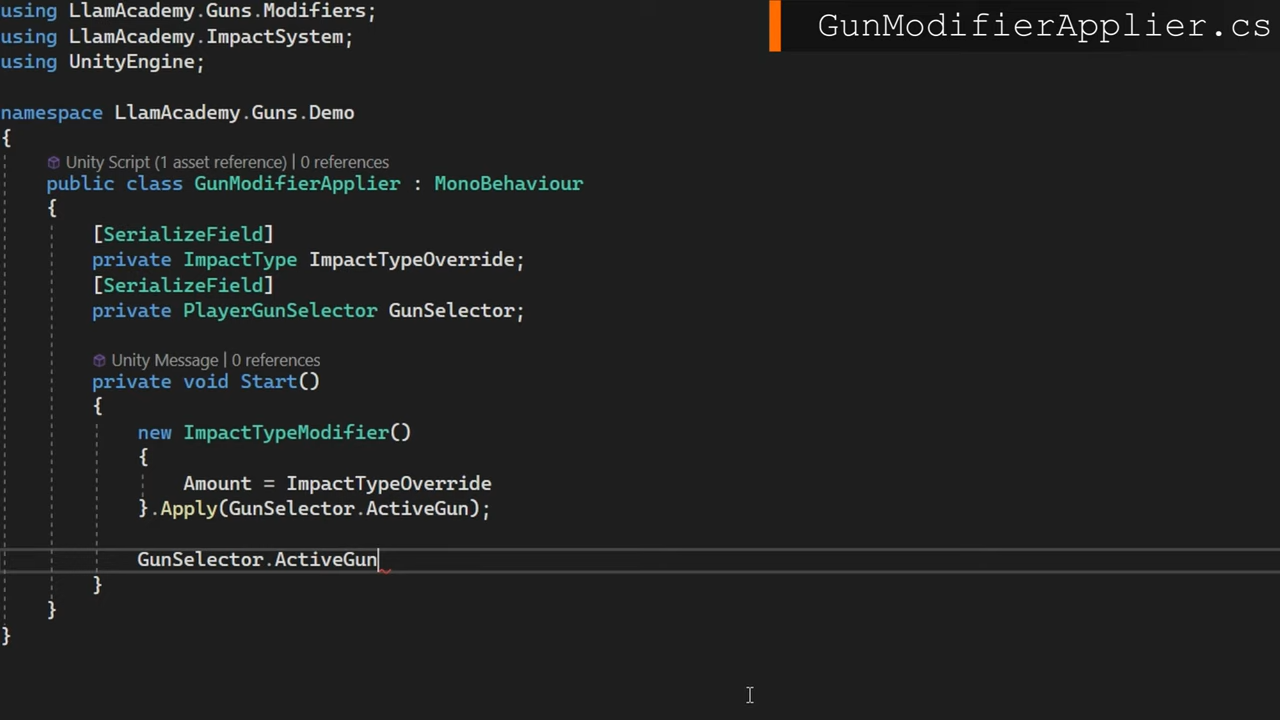 using LlamAcademy.Guns.Modifiers;
GunModifierApplier.cs
using LlamAcademy.ImpactSystem;
using UnityEngine;
namespace LlamAcademy.Guns.Demo
{
Unity Script (1 asset reference) | 0 references
public class GunModifierApplier : MonoBehaviour
{
[SerializeField]
private ImpactType ImpactTypeOverride;
[SerializeField]
private PlayerGunSelector GunSelector;
Unity Message | 0 references
private void Start()
{
new ImpactTypeModifier()
{
Amount = ImpactTypeOverride
}.Apply(GunSelector.ActiveGun);
GunSelector.ActiveGun
}
}
}